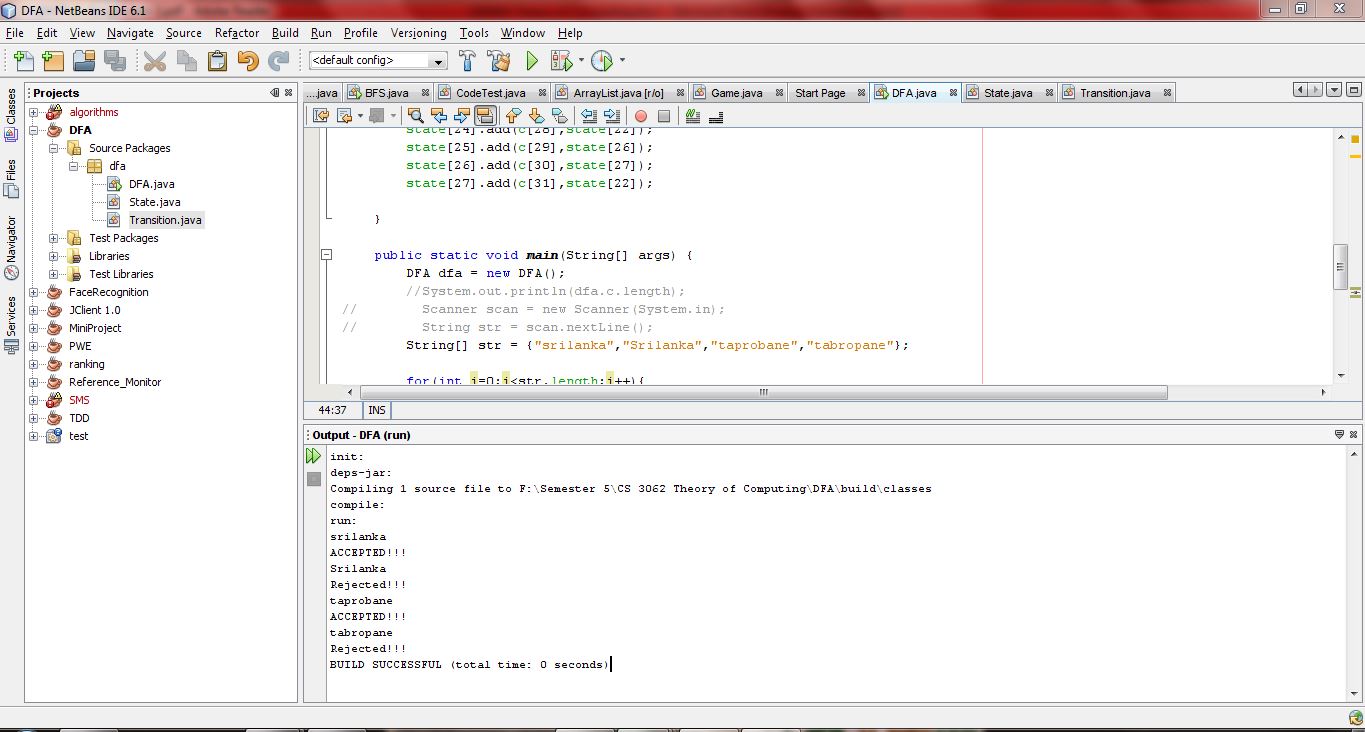 DFA - NetBeans IDE 6.1
File Edit View Navigate Source Refactor Build Run Profile Versioning Tools Window Help
<default config>
Classes
Files
Navigator
Services
Projects
algorithms
DFA
Source Packages
dfa
DFA.java
State.java
Transition.java
Test Packages
Libraries
Test Libraries
FaceRecognition
JClient 1.0
MiniProject
PWE
ranking
Reference_Monitor
SMS
TDD
test
....java BFS.java CodeTest.java ArrayList.java [r/o] Game.java Start Page DFA.java State.java Transition.java
state[24].add(c[28],state[22]);
state[25].add(c[29],state[26]);
state[26].add(c[30],state[27]);
state[27].add(c[31],state[22]);
}
public static void main(String[] args) {
DFA dfa = new DFA();
//System.out.println(dfa.c.length);
// Scanner scan = new Scanner(System.in);
// String str = scan.nextLine();
String[] str = {"srilanka","Srilanka","taprobane","tabropane"};
for(int i=0;i<str.length;i++){
44:37 INS
Output - DFA (run)
init:
deps-jar:
Compiling 1 source file to F:\Semester 5\CS 3062 Theory of Computing\DFA\build\classes
compile:
run:
srilanka
ACCEPTED!!!
Srilanka
Rejected!!!
taprobane
ACCEPTED!!!
tabropane
Rejected!!!
BUILD SUCCESSFUL (total time: 0 seconds)